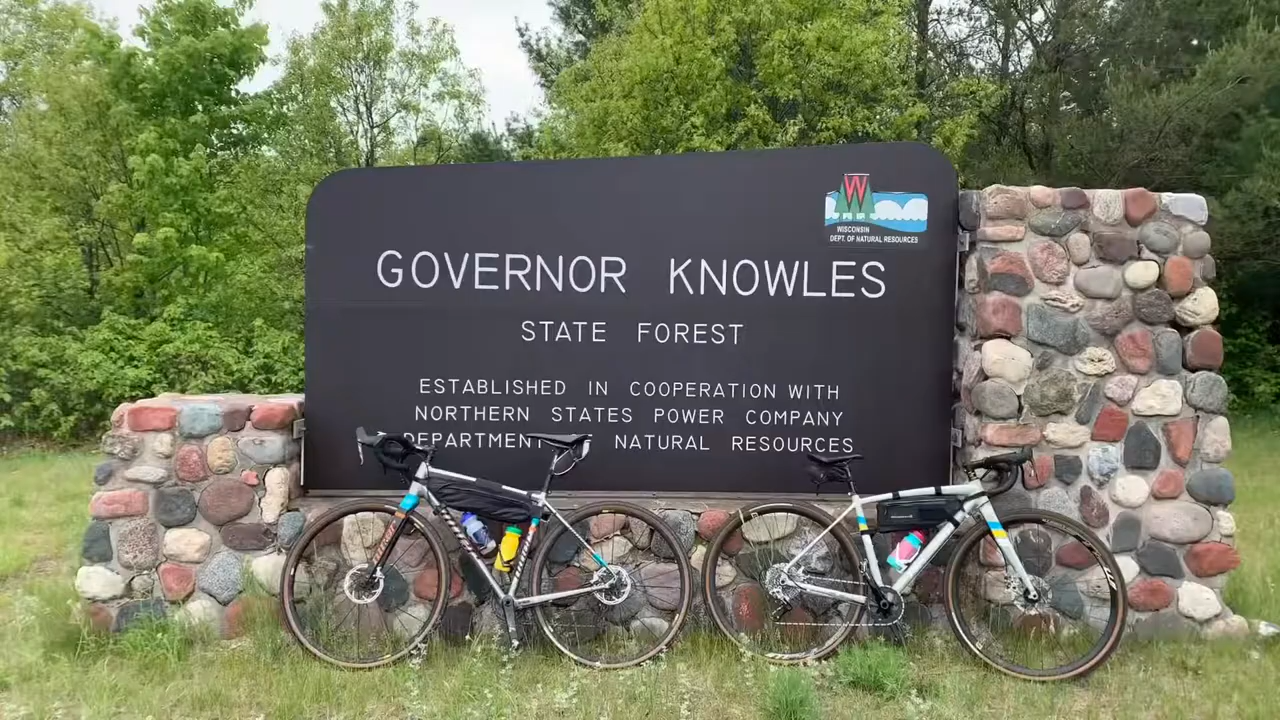 W
WISCONSIN
DEPT. OF NATURAL RESOURCES
GOVERNOR KNOWLES
STATE FOREST
ESTABLISHED IN COOPERATION WITH
NORTHERN STATES POWER COMPANY
DEPARTMENT OF NATURAL RESOURCES